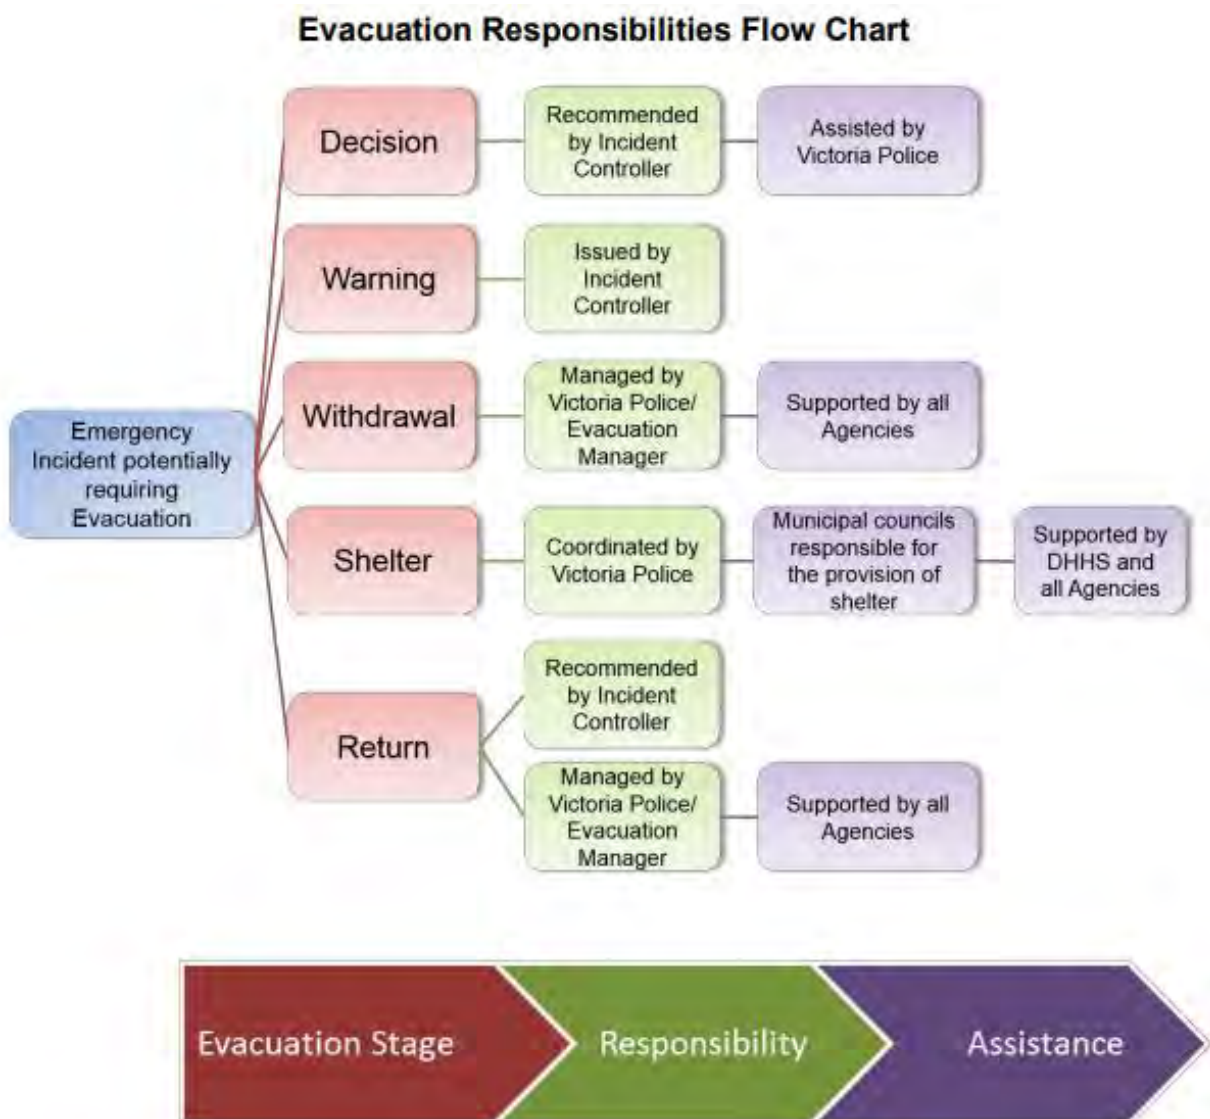 Evacuation Responsibilities Flow Chart
Emergency
Incident potentially
requiring
Evacuation
Decision
Recommended
by Incident
Controller
Assisted by
Victoria Police
Warning
Issued by
Incident
Controller
Withdrawal
Managed by
Victoria Police/
Evacuation
Manager
Supported by all
Agencies
Shelter
Coordinated by
Victoria Police
Municipal councils
responsible for
the provision of
shelter
Supported by
DHHS and
all Agencies
Return
Recommended
by Incident
Controller
Managed by
Victoria Police/
Evacuation
Manager
Supported by all
Agencies
Evacuation Stage
Responsibility
Assistance